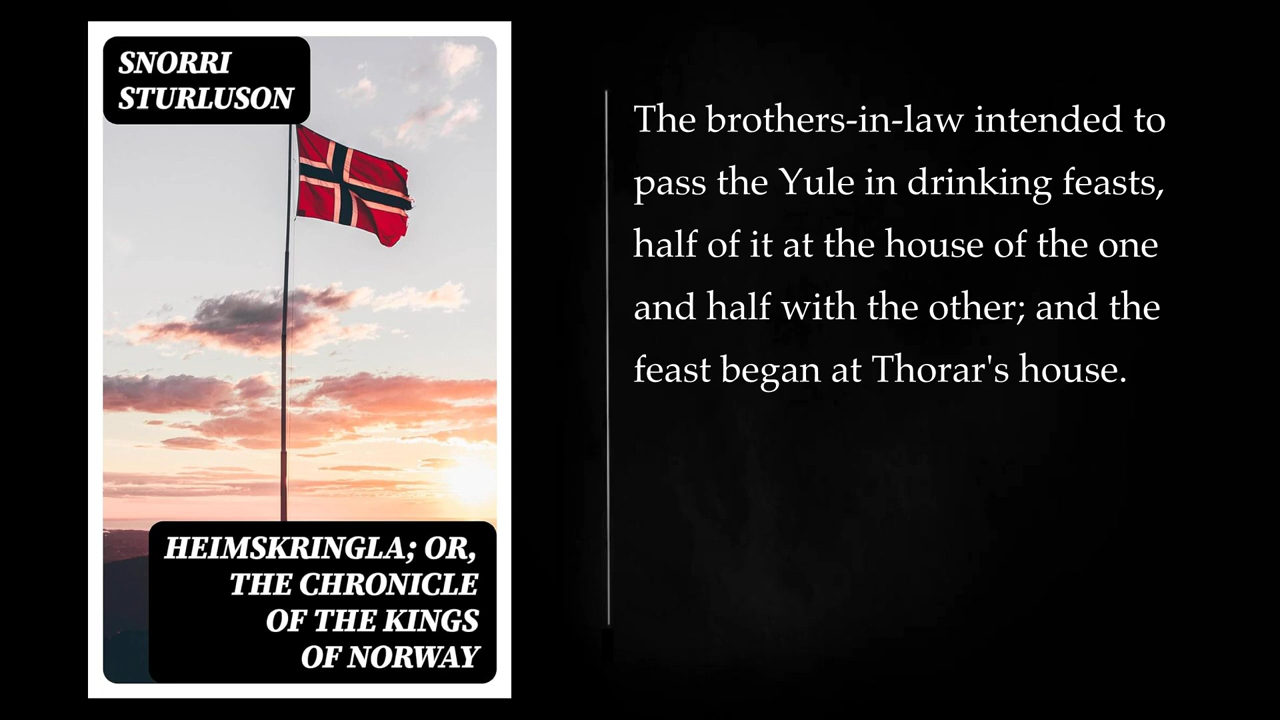 SNORRI
STURLUSON
HEIMSKRINGLA; OR,
THE CHRONICLE
OF THE KINGS
OF NORWAY
The brothers-in-law intended to
pass the Yule in drinking feasts,
half of it at the house of the one
and half with the other; and the
feast began at Thorar's house.